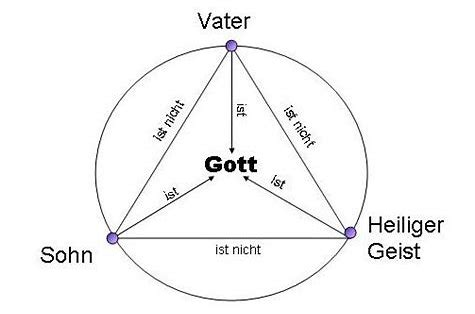 Vater
ist nicht
ist
ist nicht
Gott
ist
ist
Sohn
ist nicht
Heiliger
Geist